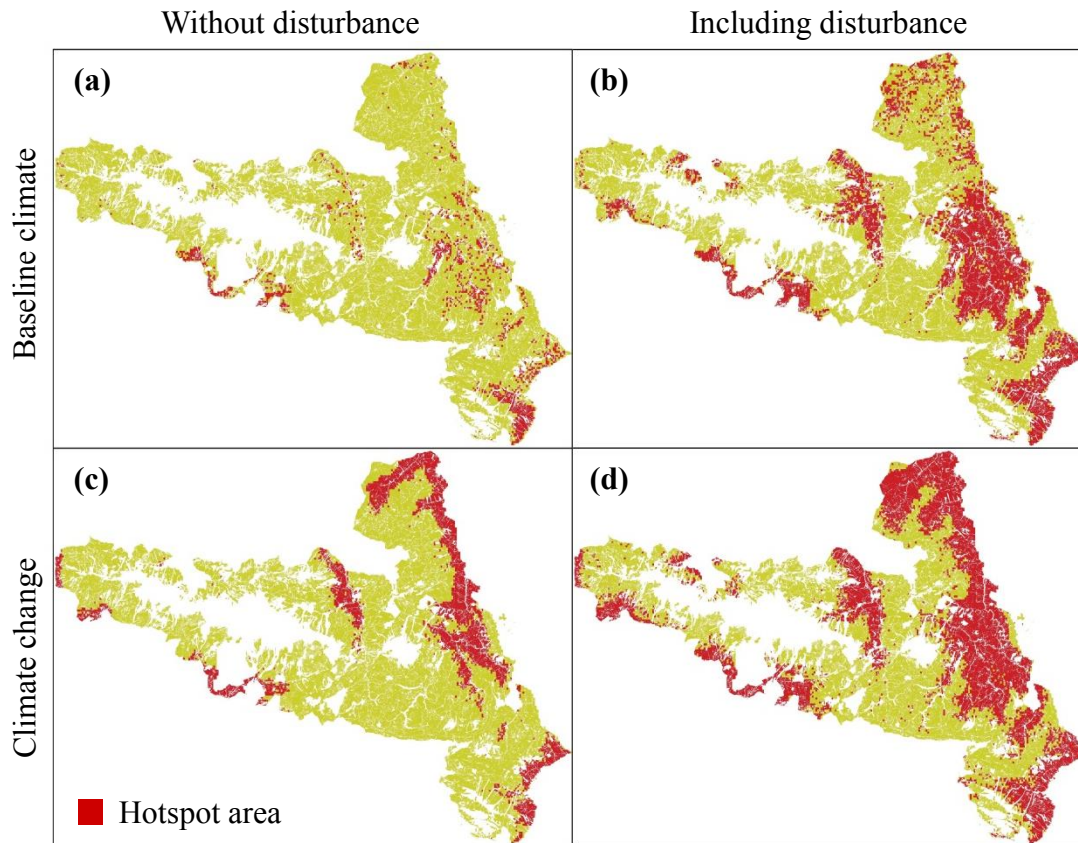 Without disturbance
Including disturbance
Baseline climate
(a)
(b)
Climate change
(c)
(d)
Hotspot area